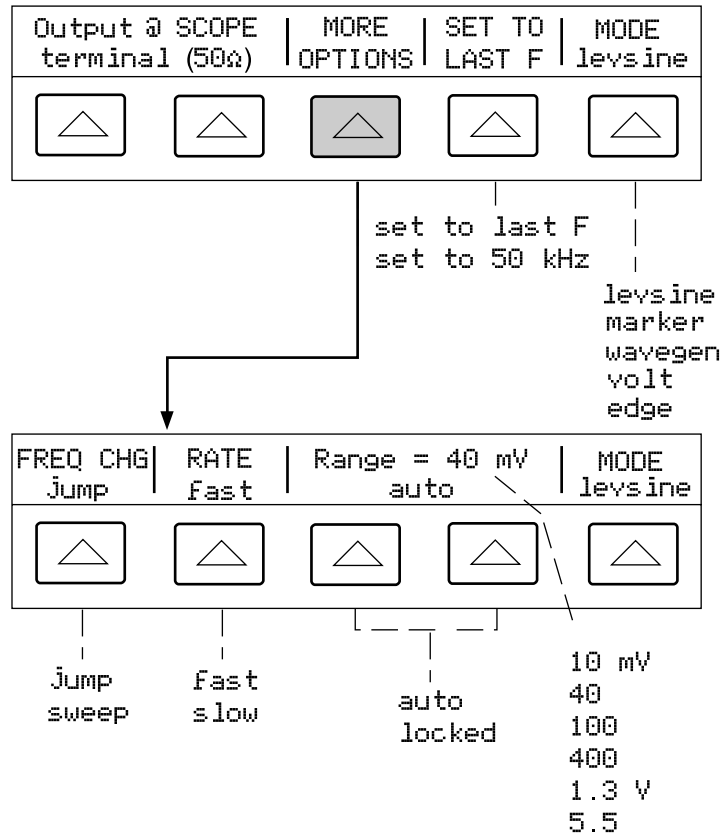 Output @ SCOPE
terminal (50Ω)
MORE
OPTIONS
SET TO
LAST F
MODE
levsine
set to last F
set to 50 kHz
levsine
marker
wavegen
volt
edge
FREQ CHG
jump
RATE
fast
Range = 40 mV
auto
MODE
levsine
jump
sweep
fast
slow
auto
locked
10 mV
40
100
400
1.3 V
5.5